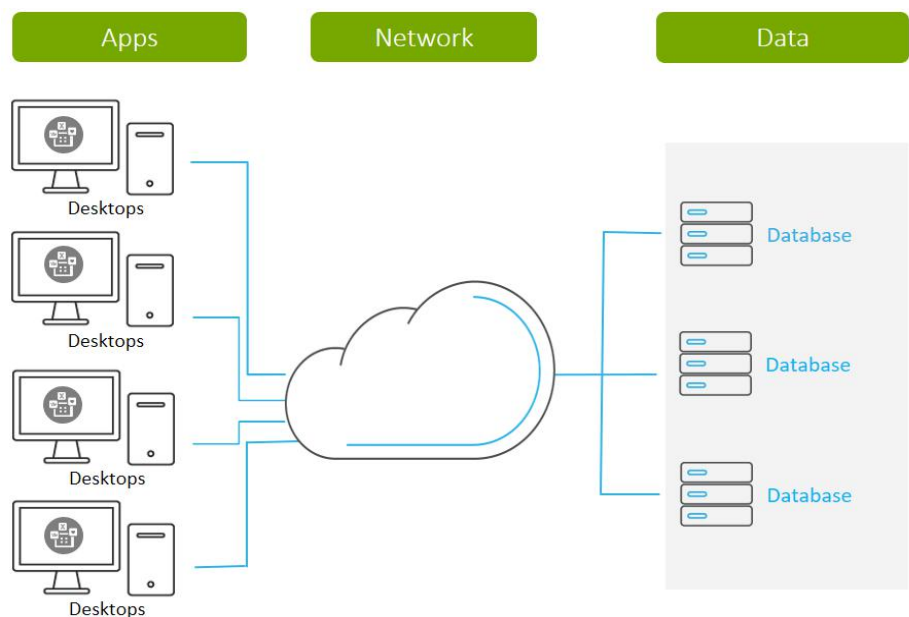 Apps
Network
Data
Desktops
Desktops
Desktops
Desktops
Database
Database
Database